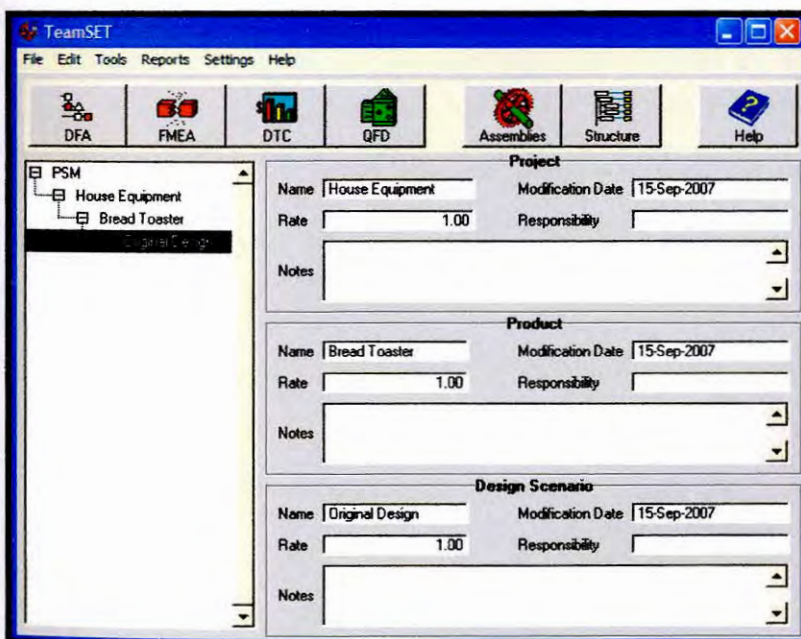 TeamSET
File Edit Tools Reports Settings Help
DFA FMEA DTC QFD Assemblies Structure Help
PSM
House Equipment
Bread Toaster
Original Design
Project
Name House Equipment Modification Date 15-Sep-2007
Rate 1.00 Responsibility
Notes
Product
Name Bread Toaster Modification Date 15-Sep-2007
Rate 1.00 Responsibility
Notes
Design Scenario
Name Original Design Modification Date 15-Sep-2007
Rate 1.00 Responsibility
Notes